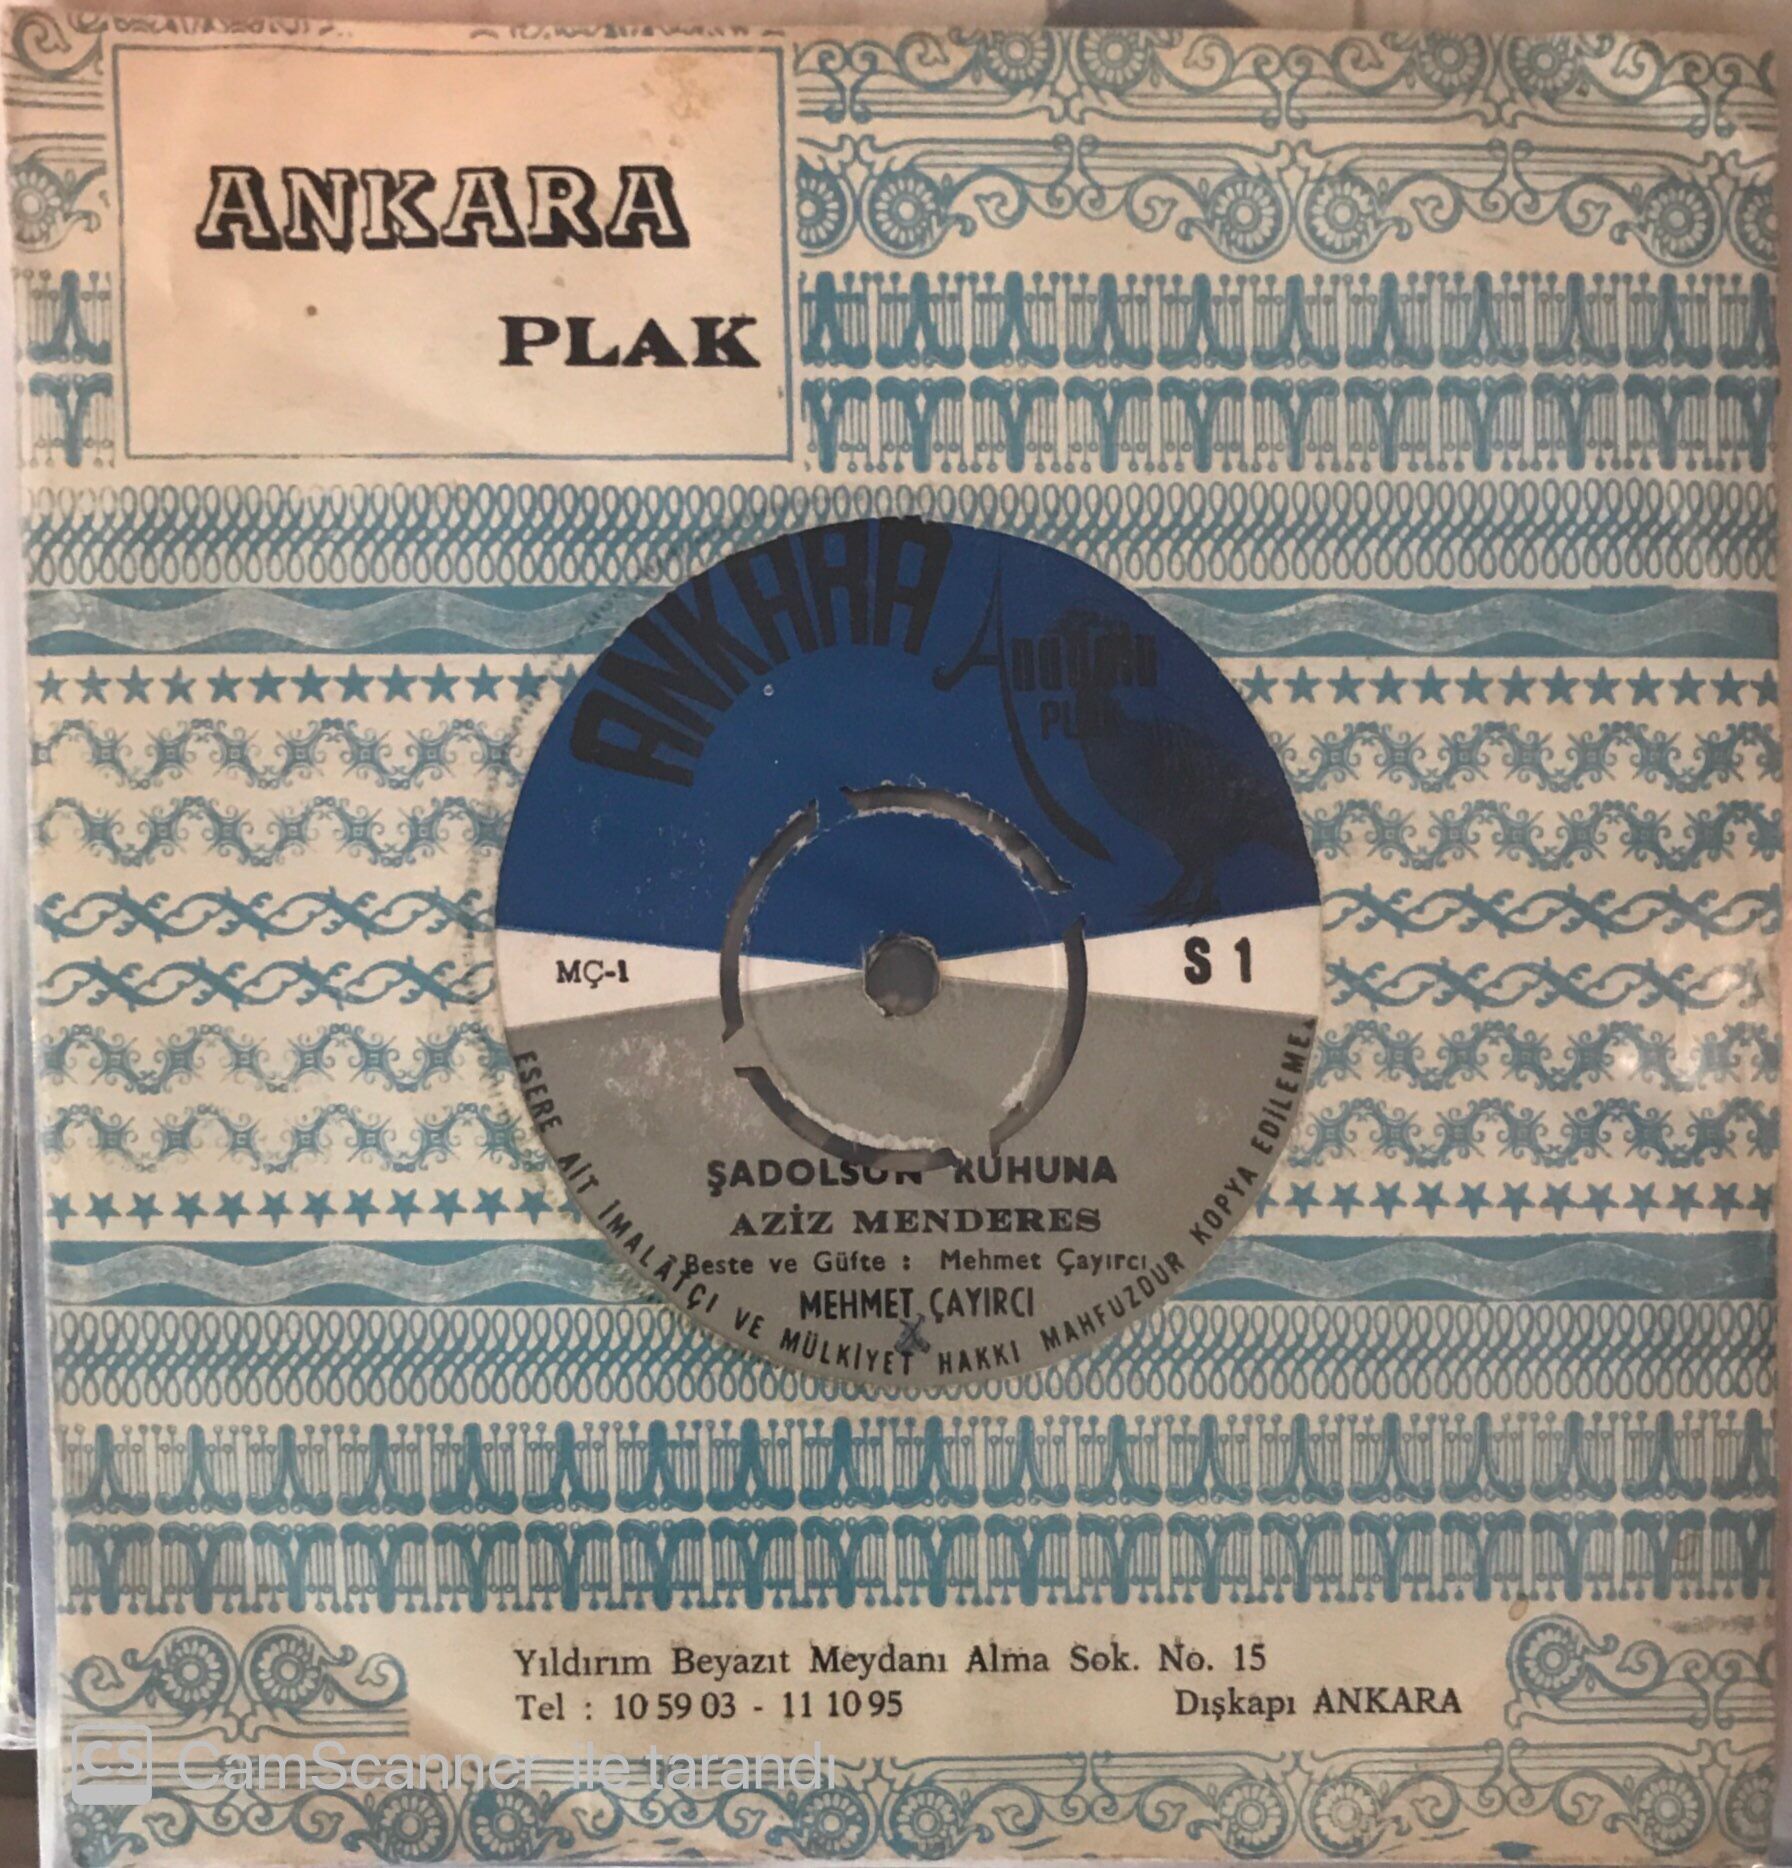 ANKARA
PLAK
ANKARA
PLAK
MÇ-1
S 1
ŞADOLSUN RUHUNA
AZİZ MENDERES
Beste ve Güfte : Mehmet Çayırcı
MEHMET ÇAYIRCI
ESERE AİT İMALÂTÇI VE MÜLKİYET HAKKI MAHFUZDUR KOPYA EDİLEMEZ
Yıldırım Beyazıt Meydanı Alma Sok. No. 15
Tel : 10 59 03 - 11 10 95 Dışkapı ANKARA
CS CamScanner ile tarandı